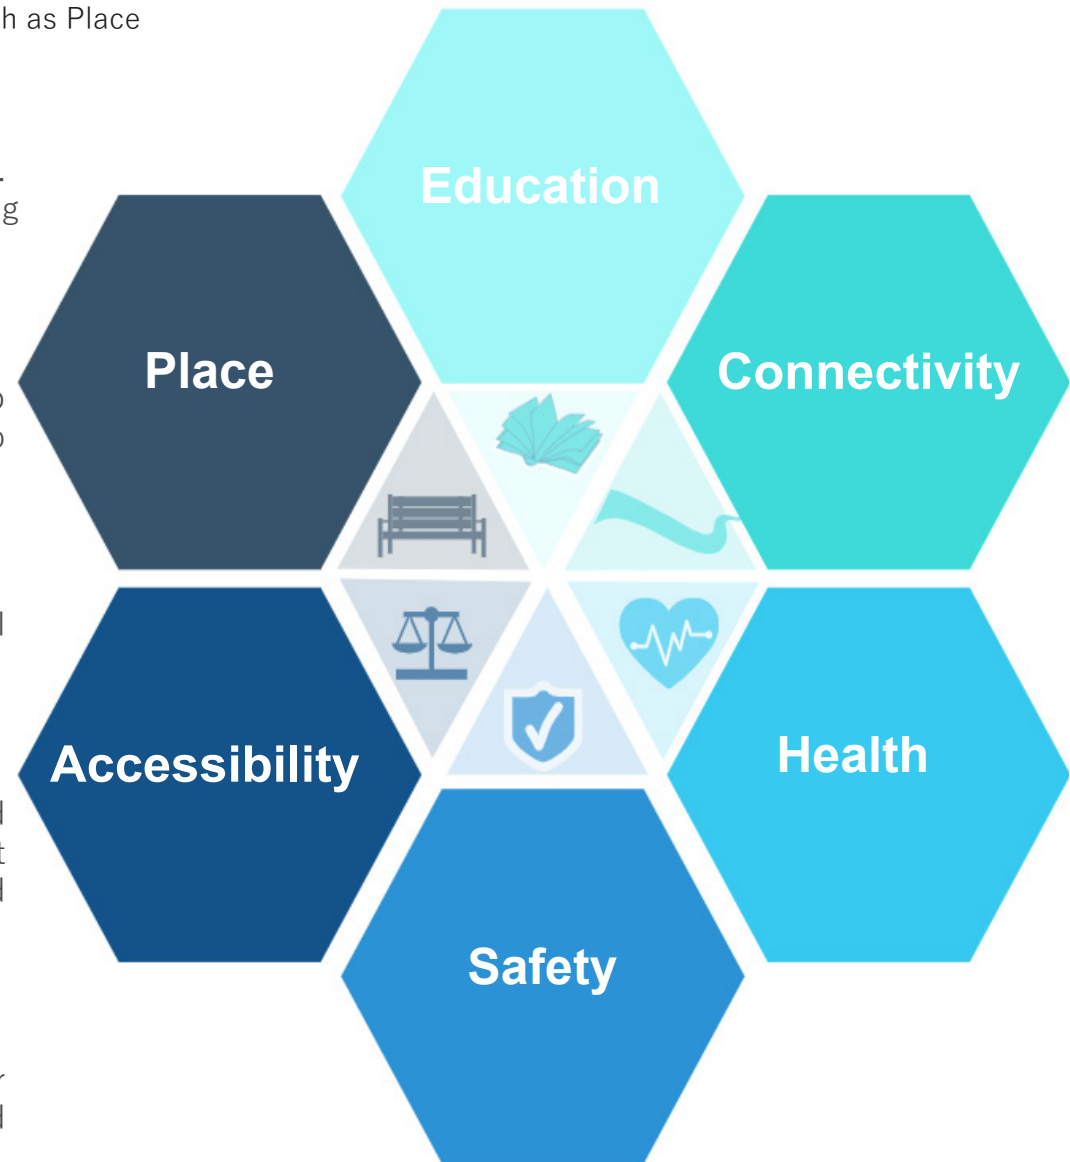 h as Place
g
Education
Place
Connectivity
Accessibility
Health
Safety